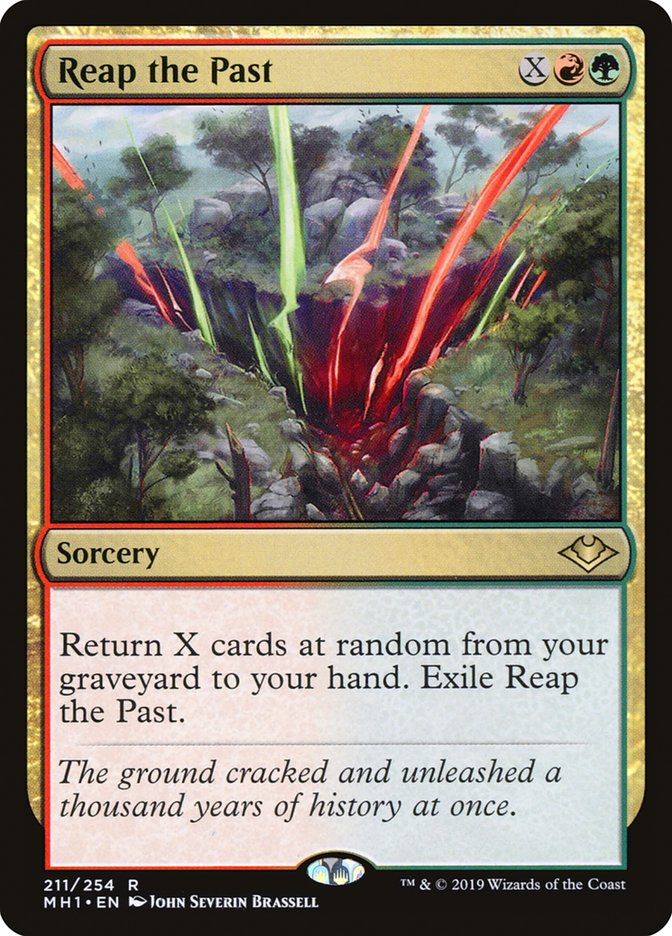 Reap the Past X
Sorcery
Return X cards at random from your
graveyard to your hand. Exile Reap
the Past.
The ground cracked and unleashed a
thousand years of history at once.
211/254 R
MH1 • EN John Severin Brassell
™ & © 2019 Wizards of the Coast